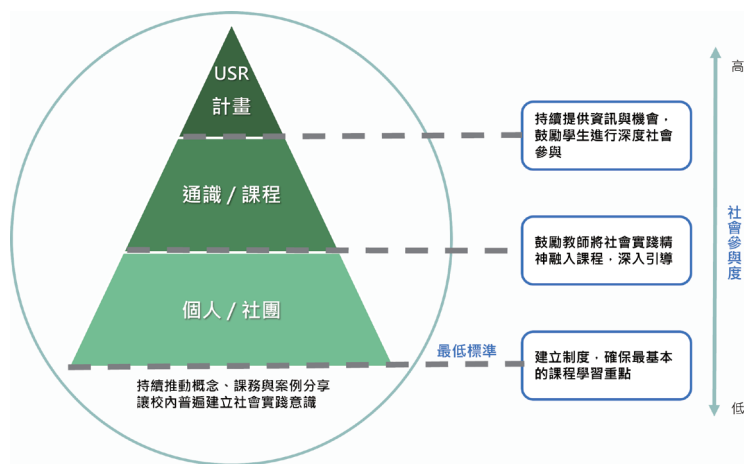 USR
計畫
通識 / 課程
個人 / 社團
持續推動概念、課務與案例分享
讓校內普遍建立社會實踐意識
最低標準
持續提供資訊與機會，
鼓勵學生進行深度社會
參與
鼓勵教師將社會實踐精
神融入課程，深入引導
建立制度，確保最基本
的課程學習重點
高
社會參與度
低